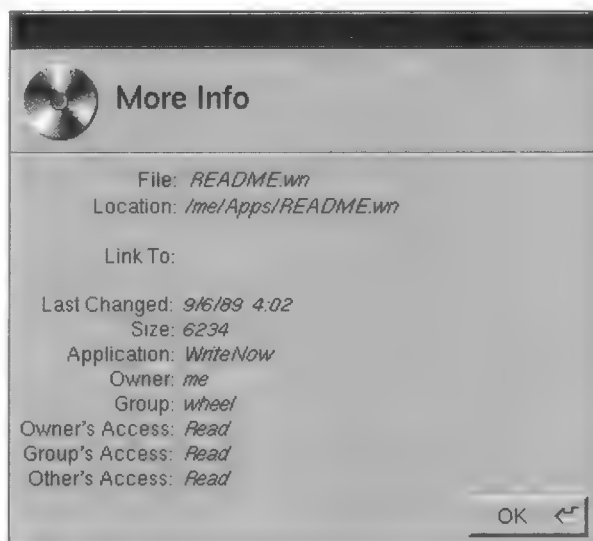 More Info
File: README.wn
Location: /me/Apps/README.wn
Link To:
Last Changed: 9/6/89 4:02
Size: 6234
Application: WriteNow
Owner: me
Group: wheel
Owner's Access: Read
Group's Access: Read
Other's Access: Read
OK